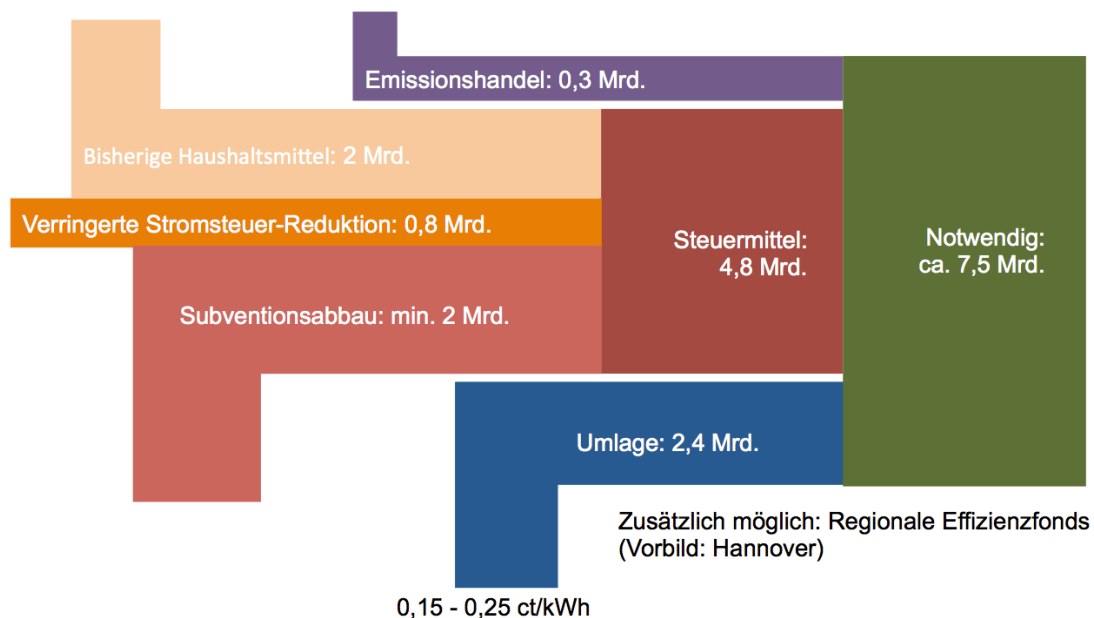 Emissionshandel: 0,3 Mrd.
Bisherige Haushaltsmittel: 2 Mrd.
Verringerte Stromsteuer-Reduktion: 0,8 Mrd.
Steuermittel:
4,8 Mrd.
Notwendig:
ca. 7,5 Mrd.
Subventionsabbau: min. 2 Mrd.
Umlage: 2,4 Mrd.
Zusätzlich möglich: Regionale Effizienzfonds
(Vorbild: Hannover)
0,15 - 0,25 ct/kWh